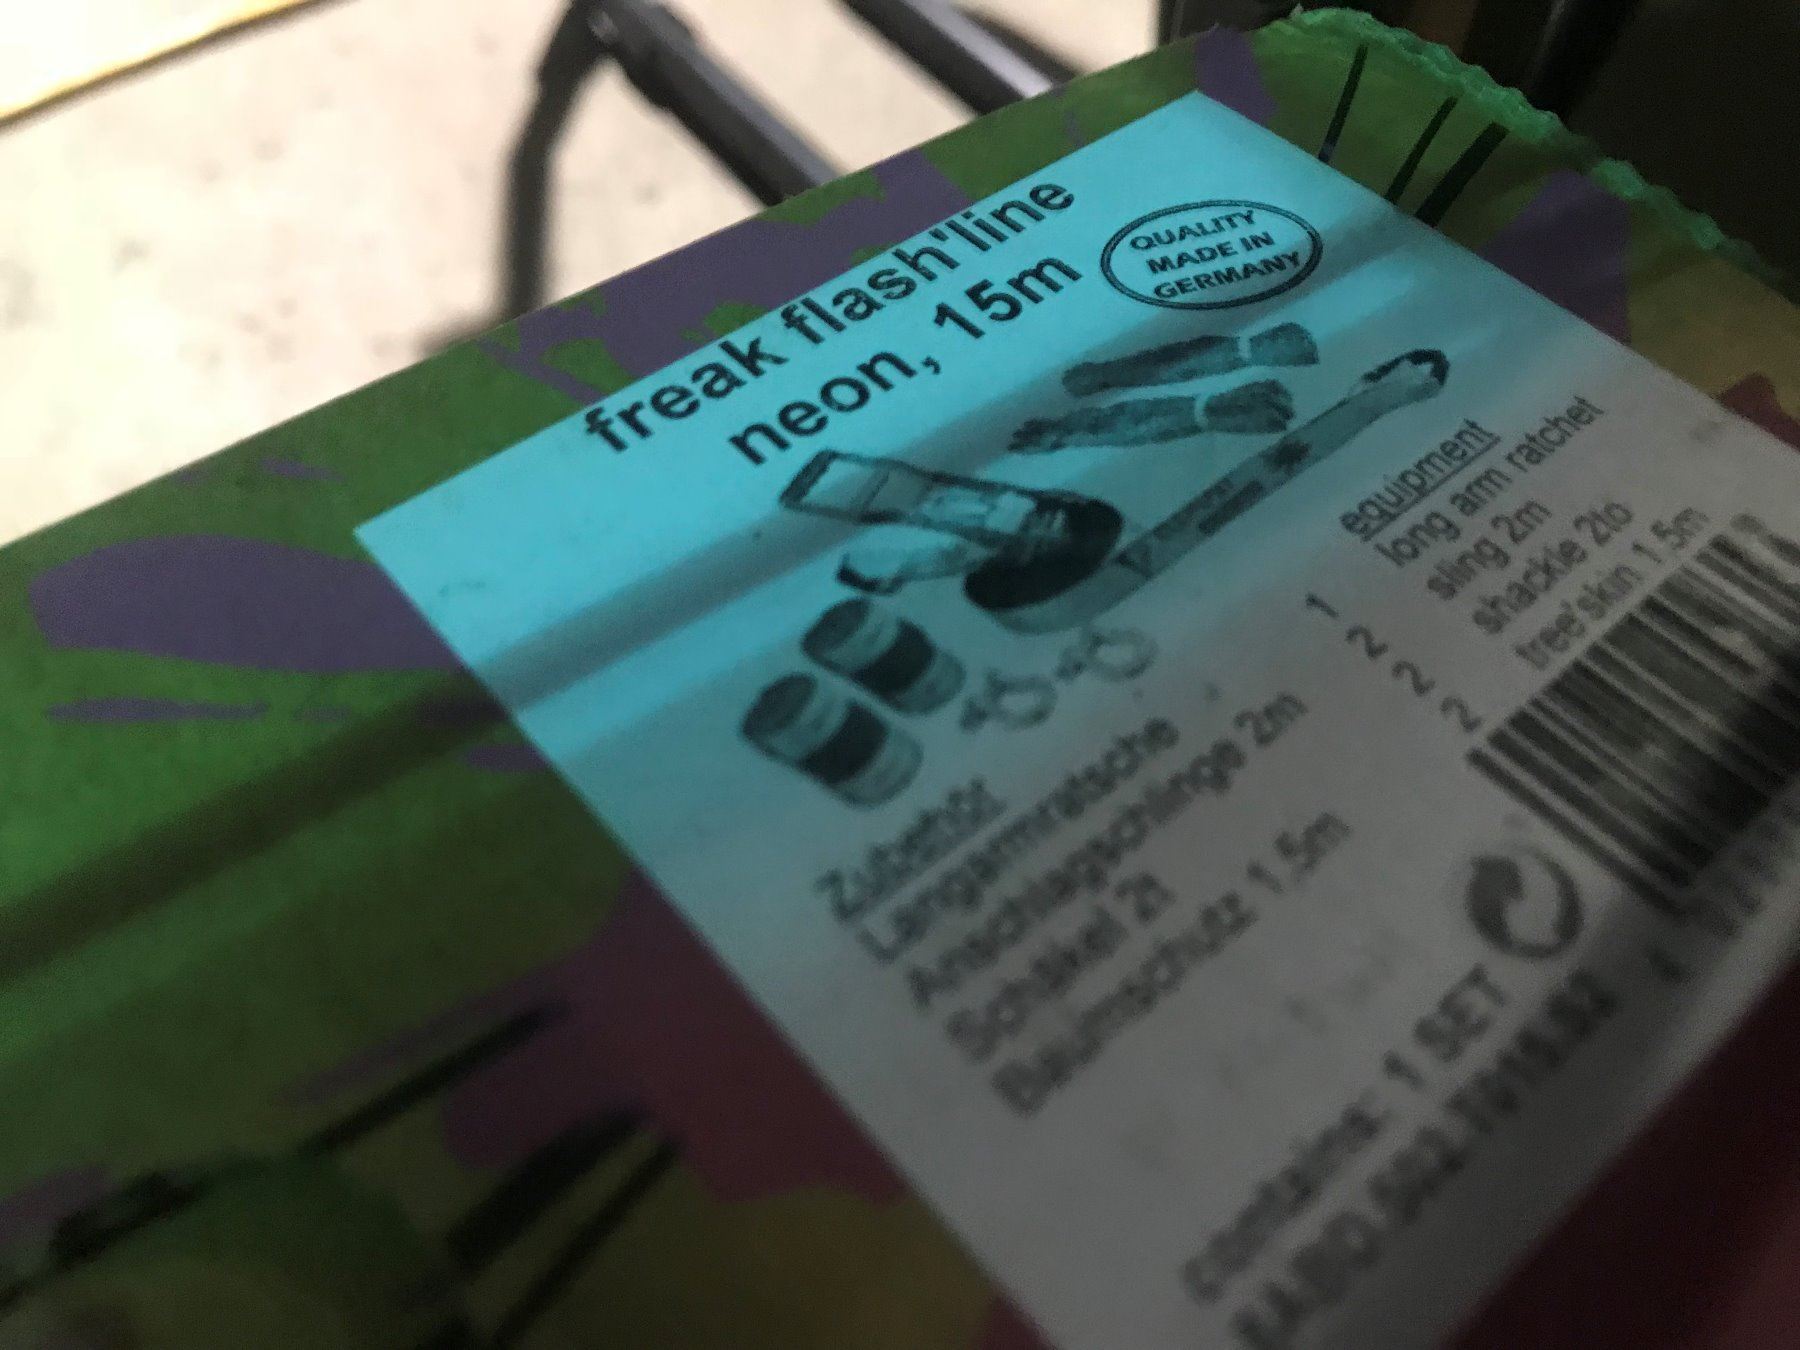 freak flash'line
neon, 15m
QUALITY
MADE IN
GERMANY
equipment
1 long arm ratchet
2 sling 2m
2 shackle 2to
2 tree'skin 1.5m
Zubehör
Langarmratsche
Anschlagschlinge 2m
Schäkel 2t
Baumschutz 1,5m
contains: 1 SET